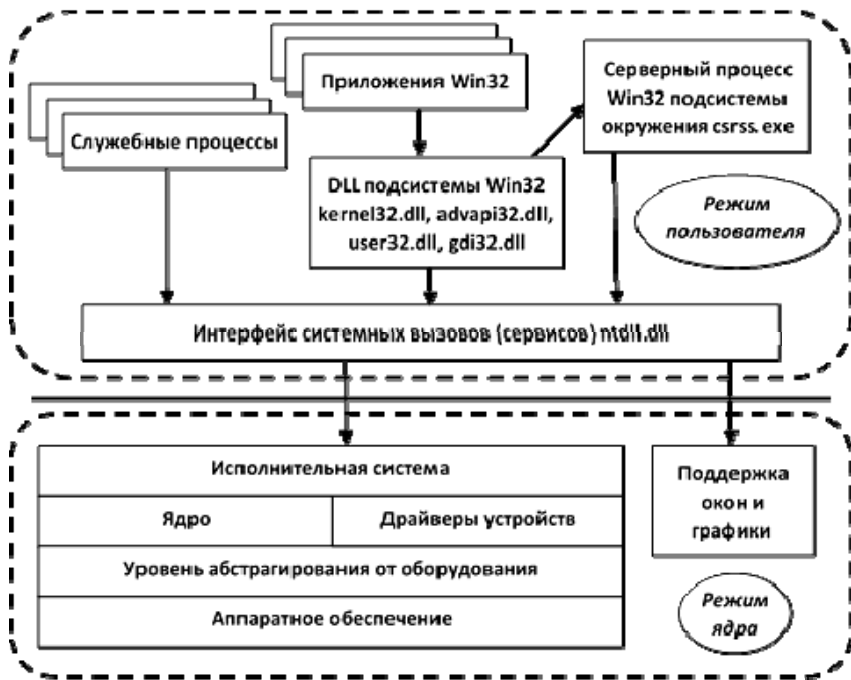 Приложения Win32
Серверный процесс
Win32 подсистемы
окружения csrss.exe
Служебные процессы
DLL подсистемы Win32
kernel32.dll, advapi32.dll,
user32.dll, gdi32.dll
Режим
пользователя
Интерфейс системных вызовов (сервисов) ntdll.dll
Исполнительная система
Ядро
Драйверы устройств
Уровень абстрагирования от оборудования
Аппаратное обеспечение
Поддержка
окон и
графики
Режим
ядра